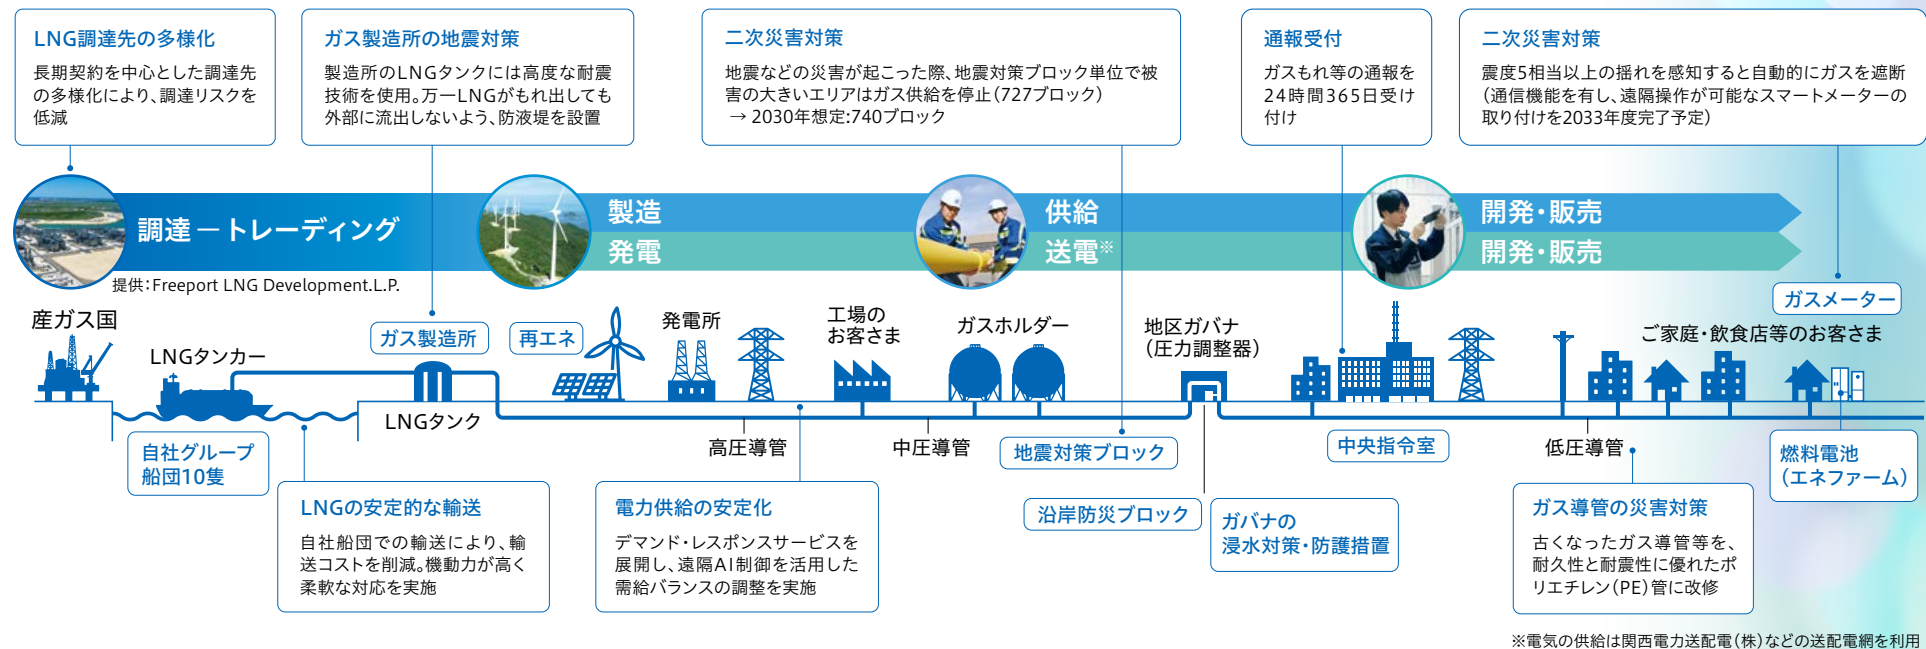 LNG調達先の多様化
長期契約を中心とした調達先
の多様化により、調達リスクを
低減
ガス製造所の地震対策
製造所のLNGタンクには高度な耐震
技術を使用。万一LNGがもれ出しても
外部に流出しないよう、防液堤を設置
二次災害対策
地震などの災害が起こった際、地震対策ブロック単位で被
害の大きいエリアはガス供給を停止(727ブロック)
→ 2030年想定:740ブロック
通報受付
ガスもれ等の通報を
24時間365日受け
付け
二次災害対策
震度5相当以上の揺れを感知すると自動的にガスを遮断
(通信機能を有し、遠隔操作が可能なスマートメーターの
取り付けを2033年度完了予定)
調達－トレーディング
製造
発電
供給
送電※
開発・販売
開発・販売
提供:Freeport LNG Development.L.P.
産ガス国
LNGタンカー
ガス製造所
LNGタンク
再エネ
発電所
工場の
お客さま
ガスホルダー
地区ガバナ
(圧力調整器)
ガスメーター
ご家庭・飲食店等のお客さま
自社グループ
船団10隻
高圧導管
中圧導管
地震対策ブロック
中央指令室
低圧導管
燃料電池
(エネファーム)
LNGの安定的な輸送
自社船団での輸送により、輸
送コストを削減。機動力が高く
柔軟な対応を実施
電力供給の安定化
デマンド・レスポンスサービスを
展開し、遠隔AI制御を活用した
需給バランスの調整を実施
沿岸防災ブロック
ガバナの
浸水対策・防護措置
ガス導管の災害対策
古くなったガス導管等を、
耐久性と耐震性に優れたポ
リエチレン(PE)管に改修
※電気の供給は関西電力送配電(株)などの送配電網を利用